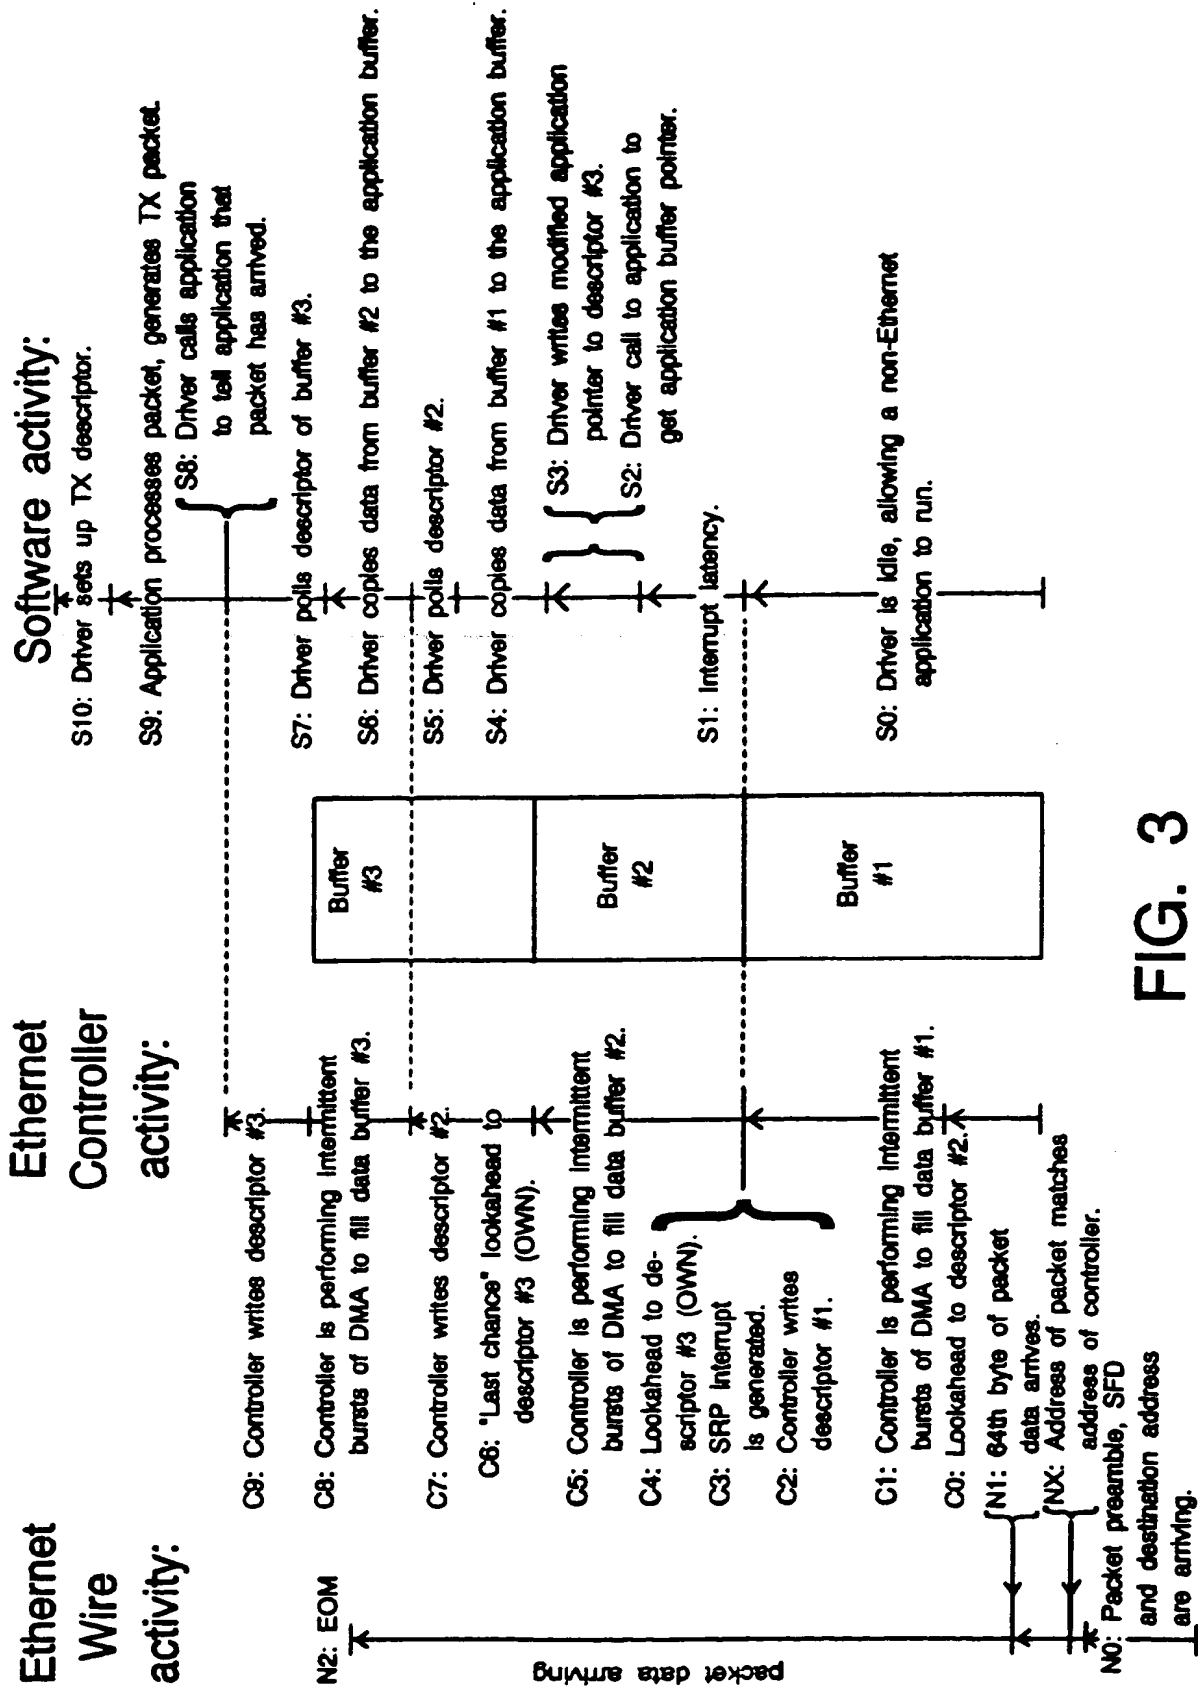 Ethernet
Wire
activity:
N2: EOM
packet data arriving
N0: Packet preamble, SFD
and destination address
are arriving.
Ethernet
Controller
activity:
C9: Controller writes descriptor #3.
C8: Controller is performing intermittent
bursts of DMA to fill data buffer #3.
C7: Controller writes descriptor #2.
C6: "Last chance" lookahead to
descriptor #3 (OWN).
C5: Controller is performing intermittent
bursts of DMA to fill data buffer #2.
C4: Lookahead to de-
scriptor #3 (OWN).
C3: SRP interrupt
is generated.
C2: Controller writes
descriptor #1.
C1: Controller is performing intermittent
bursts of DMA to fill data buffer #1.
C0: Lookahead to descriptor #2.
N1: 64th byte of packet
data arrives.
NX: Address of packet matches
address of controller.
Buffer
#3
Buffer
#2
Buffer
#1
Software activity:
S10: Driver sets up TX descriptor.
S9: Application processes packet, generates TX packet.
S8: Driver calls application
to tell application that
packet has arrived.
S7: Driver polls descriptor of buffer #3.
S6: Driver copies data from buffer #2 to the application buffer.
S5: Driver polls descriptor #2.
S4: Driver copies data from buffer #1 to the application buffer.
S3: Driver writes modified application
pointer to descriptor #3.
S2: Driver call to application to
get application buffer pointer.
S1: Interrupt latency.
S0: Driver is idle, allowing a non-Ethernet
application to run.
FIG. 3